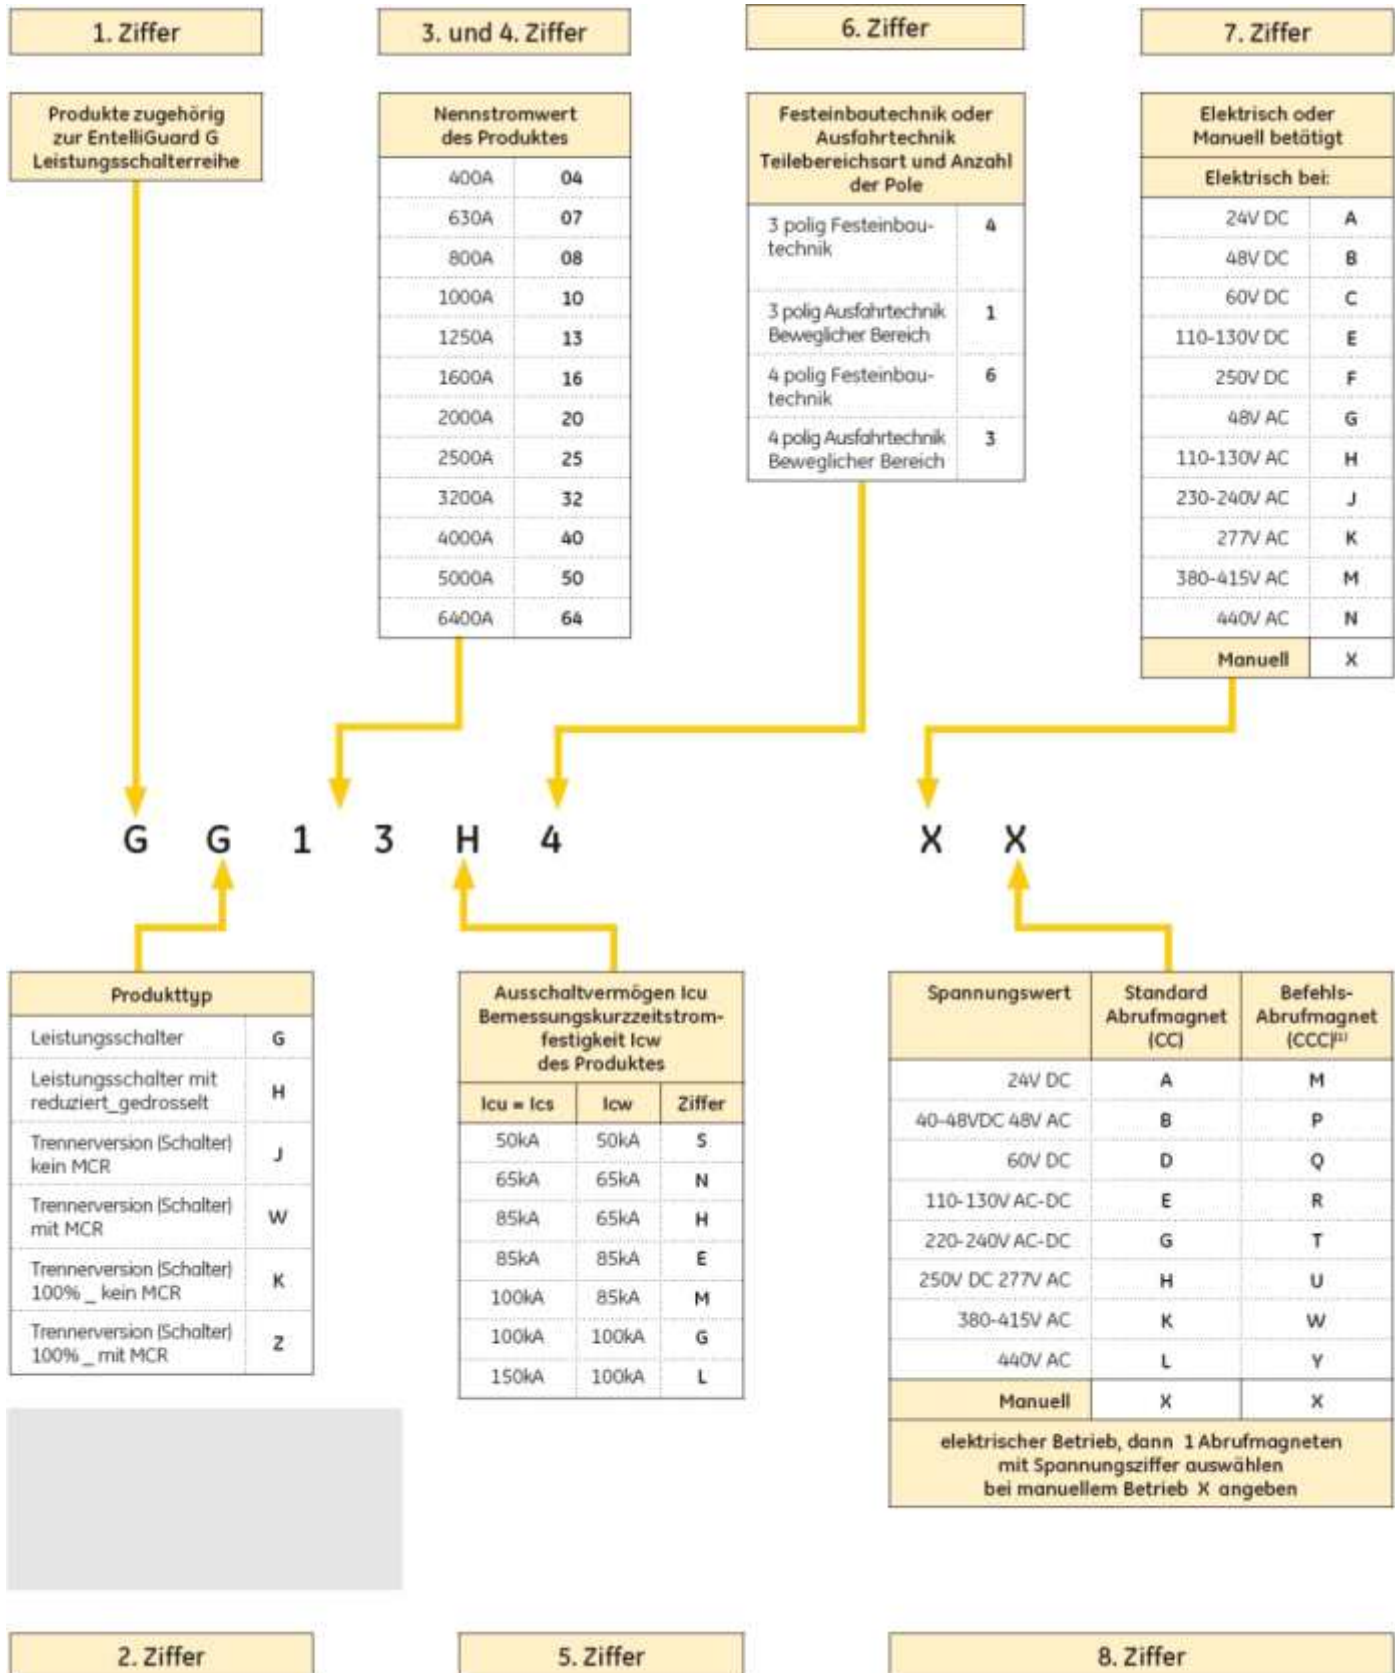 1. Ziffer
3. und 4. Ziffer
6. Ziffer
7. Ziffer
Produkte zugehörig
zur EntelliGuard G
Leistungsschalterreihe
Nennstromwert
des Produktes
400A 04
630A 07
800A 08
1000A 10
1250A 13
1600A 16
2000A 20
2500A 25
3200A 32
4000A 40
5000A 50
6400A 64
Festeinbautechnik oder
Ausfahrtechnik
Teilebereichsart und Anzahl
der Pole
3 polig Festeinbau- 4
technik
3 polig Ausfahrtechnik 1
Beweglicher Bereich
4 polig Festeinbau- 6
technik
4 polig Ausfahrtechnik 3
Beweglicher Bereich
Elektrisch oder
Manuell betätigt
Elektrisch bei:
24V DC A
48V DC B
60V DC C
110-130V DC E
250V DC F
48V AC G
110-130V AC H
230-240V AC J
277V AC K
380-415V AC M
440V AC N
Manuell X
G G 1 3 H 4 X X
Produkttyp
Leistungsschalter G
Leistungsschalter mit H
reduziert_gedrosselt
Trennerversion (Schalter) J
kein MCR
Trennerversion (Schalter) W
mit MCR
Trennerversion (Schalter) K
100% _ kein MCR
Trennerversion (Schalter) Z
100% _ mit MCR
Ausschaltvermögen Icu
Bemessungskurzzeitstrom-
festigkeit Icw
des Produktes
Icu = Ics Icw Ziffer
50kA 50kA S
65kA 65kA N
85kA 65kA H
85kA 85kA E
100kA 85kA M
100kA 100kA G
150kA 100kA L
Spannungswert Standard Befehls-
Abrufmagnet Abrufmagnet
(CC) (CCC)(1)
24V DC A M
40-48VDC 48V AC B P
60V DC D Q
110-130V AC-DC E R
220-240V AC-DC G T
250V DC 277V AC H U
380-415V AC K W
440V AC L Y
Manuell X X
elektrischer Betrieb, dann 1 Abrufmagneten
mit Spannungsziffer auswählen
bei manuellem Betrieb X angeben
2. Ziffer
5. Ziffer
8. Ziffer